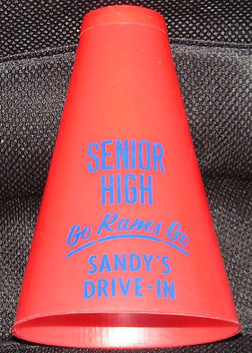 SENIOR
HIGH
Go Rams Go
SANDY'S
DRIVE-IN